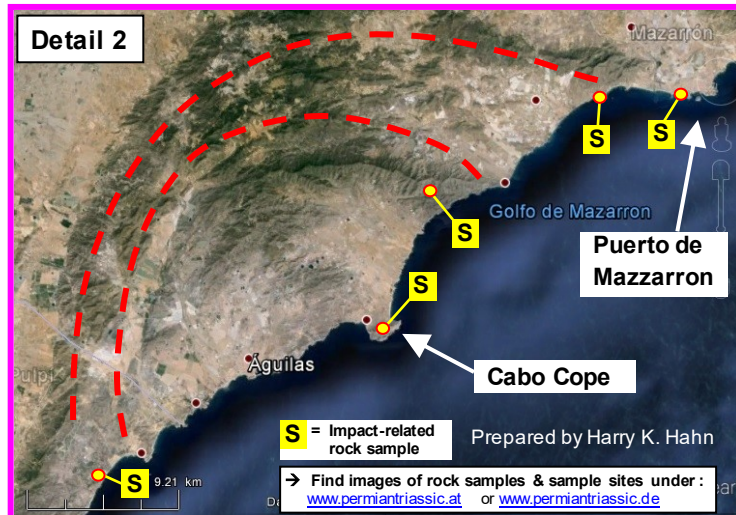 Detail 2
Mazarrón
S
S
S
Golfo de Mazarron
Puerto de
Mazzarron
S
Cabo Cope
Águilas
Pulpi
S = Impact-related
rock sample
Prepared by Harry K. Hahn
S
9.21 km
→ Find images of rock samples & sample sites under :
www.permiantriassic.at or www.permiantriassic.de